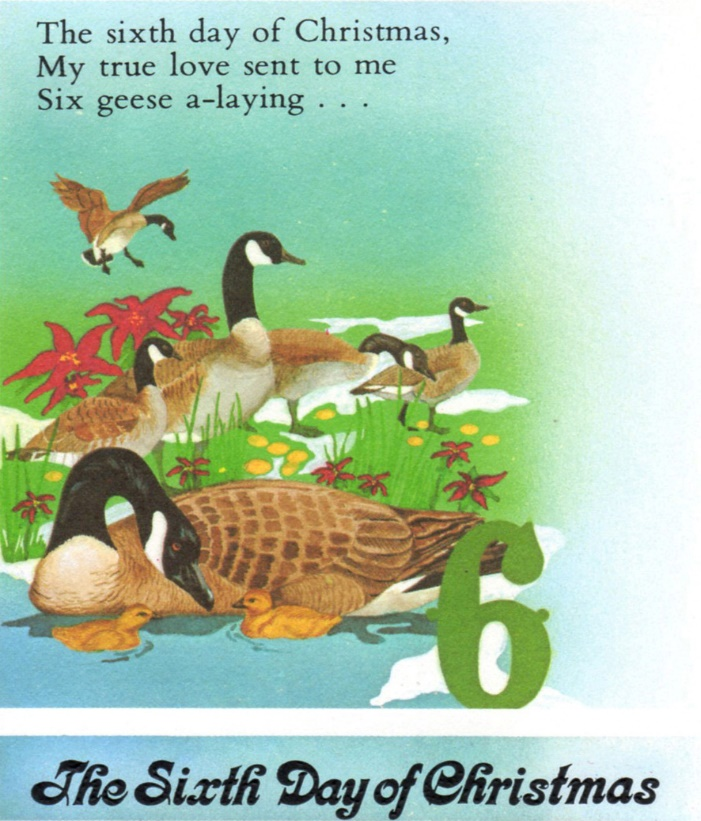 The sixth day of Christmas,
My true love sent to me
Six geese a-laying . . .
6
The Sixth Day of Christmas